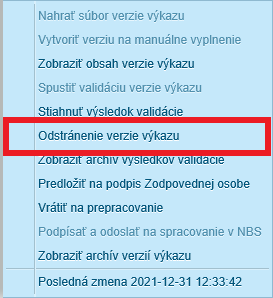 Nahrať súbor verzie výkazu
Vytvoriť verziu na manuálne vyplnenie
Zobraziť obsah verzie výkazu
Spustiť validáciu verzie výkazu
Stiahnuť výsledok validácie
Odstránenie verzie výkazu
Zobraziť archív výsledkov validácie
Predložiť na podpis Zodpovednej osobe
Vrátiť na prepracovanie
Podpísať a odoslať na spracovanie v NBS
Zobraziť archív verzií výkazu
Posledná zmena 2021-12-31 12:33:42